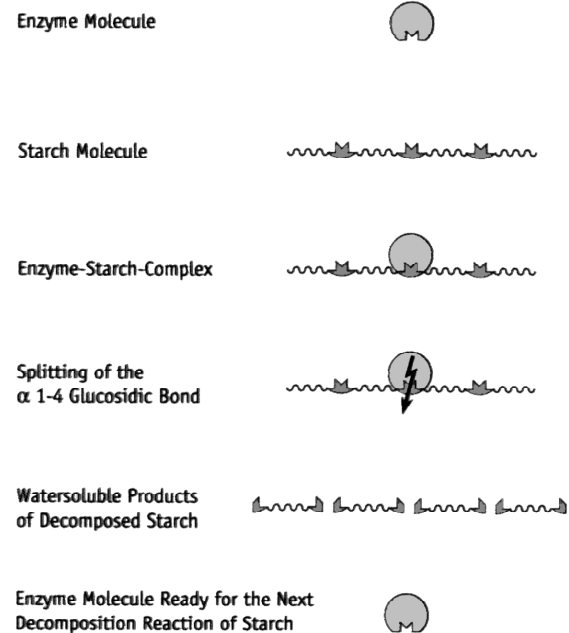 Enzyme Molecule
Starch Molecule
Enzyme-Starch-Complex
Splitting of the
α 1-4 Glucosidic Bond
Watersoluble Products
of Decomposed Starch
Enzyme Molecule Ready for the Next
Decomposition Reaction of Starch